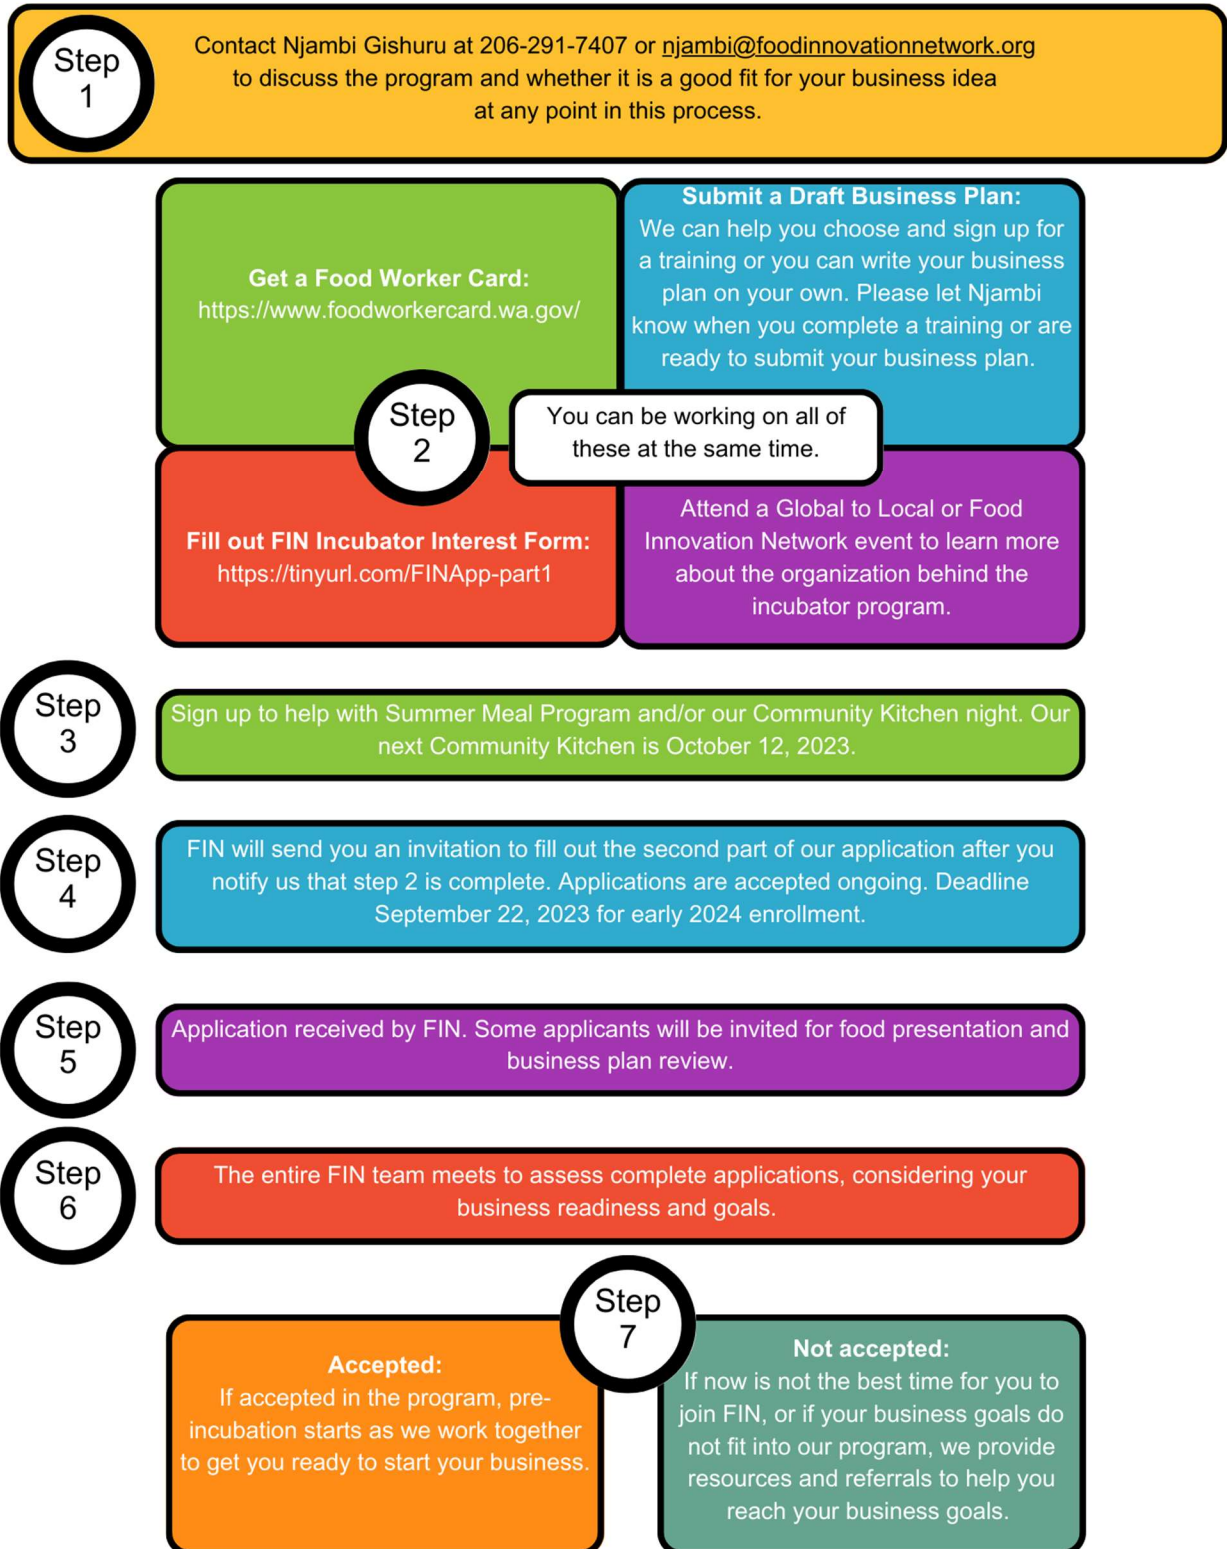 Step
1
Contact Njambi Gishuru at 206-291-7407 or njambi@foodinnovationnetwork.org
to discuss the program and whether it is a good fit for your business idea
at any point in this process.
Get a Food Worker Card:
https://www.foodworkercard.wa.gov/
Submit a Draft Business Plan:
We can help you choose and sign up for
a training or you can write your business
plan on your own. Please let Njambi
know when you complete a training or are
ready to submit your business plan.
Step
2
You can be working on all of
these at the same time.
Fill out FIN Incubator Interest Form:
https://tinyurl.com/FINApp-part1
Attend a Global to Local or Food
Innovation Network event to learn more
about the organization behind the
incubator program.
Step
3
Sign up to help with Summer Meal Program and/or our Community Kitchen night. Our
next Community Kitchen is October 12, 2023.
Step
4
FIN will send you an invitation to fill out the second part of our application after you
notify us that step 2 is complete. Applications are accepted ongoing. Deadline
September 22, 2023 for early 2024 enrollment.
Step
5
Application received by FIN. Some applicants will be invited for food presentation and
business plan review.
Step
6
The entire FIN team meets to assess complete applications, considering your
business readiness and goals.
Step
7
Accepted:
If accepted in the program, pre-
incubation starts as we work together
to get you ready to start your business.
Not accepted:
If now is not the best time for you to
join FIN, or if your business goals do
not fit into our program, we provide
resources and referrals to help you
reach your business goals.